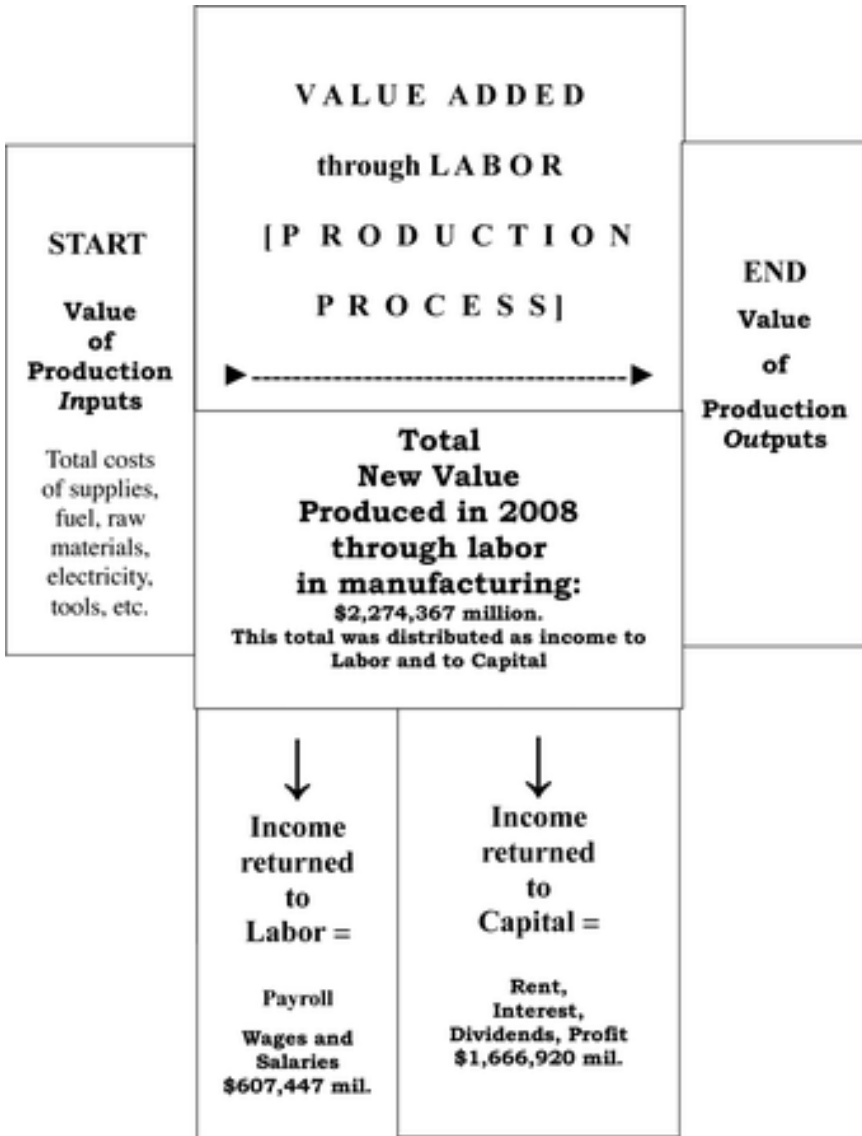 VALUE ADDED
through LABOR
[PRODUCTION
PROCESS]
START
Value
of
Production
Inputs
Total costs
of supplies,
fuel, raw
materials,
electricity,
tools, etc.
END
Value
of
Production
Outputs
Total
New Value
Produced in 2008
through labor
in manufacturing:
$2,274,367 million.
This total was distributed as income to
Labor and to Capital
Income
returned
to
Labor =
Payroll
Wages and
Salaries
$607,447 mil.
Income
returned
to
Capital =
Rent,
Interest,
Dividends, Profit
$1,666,920 mil.